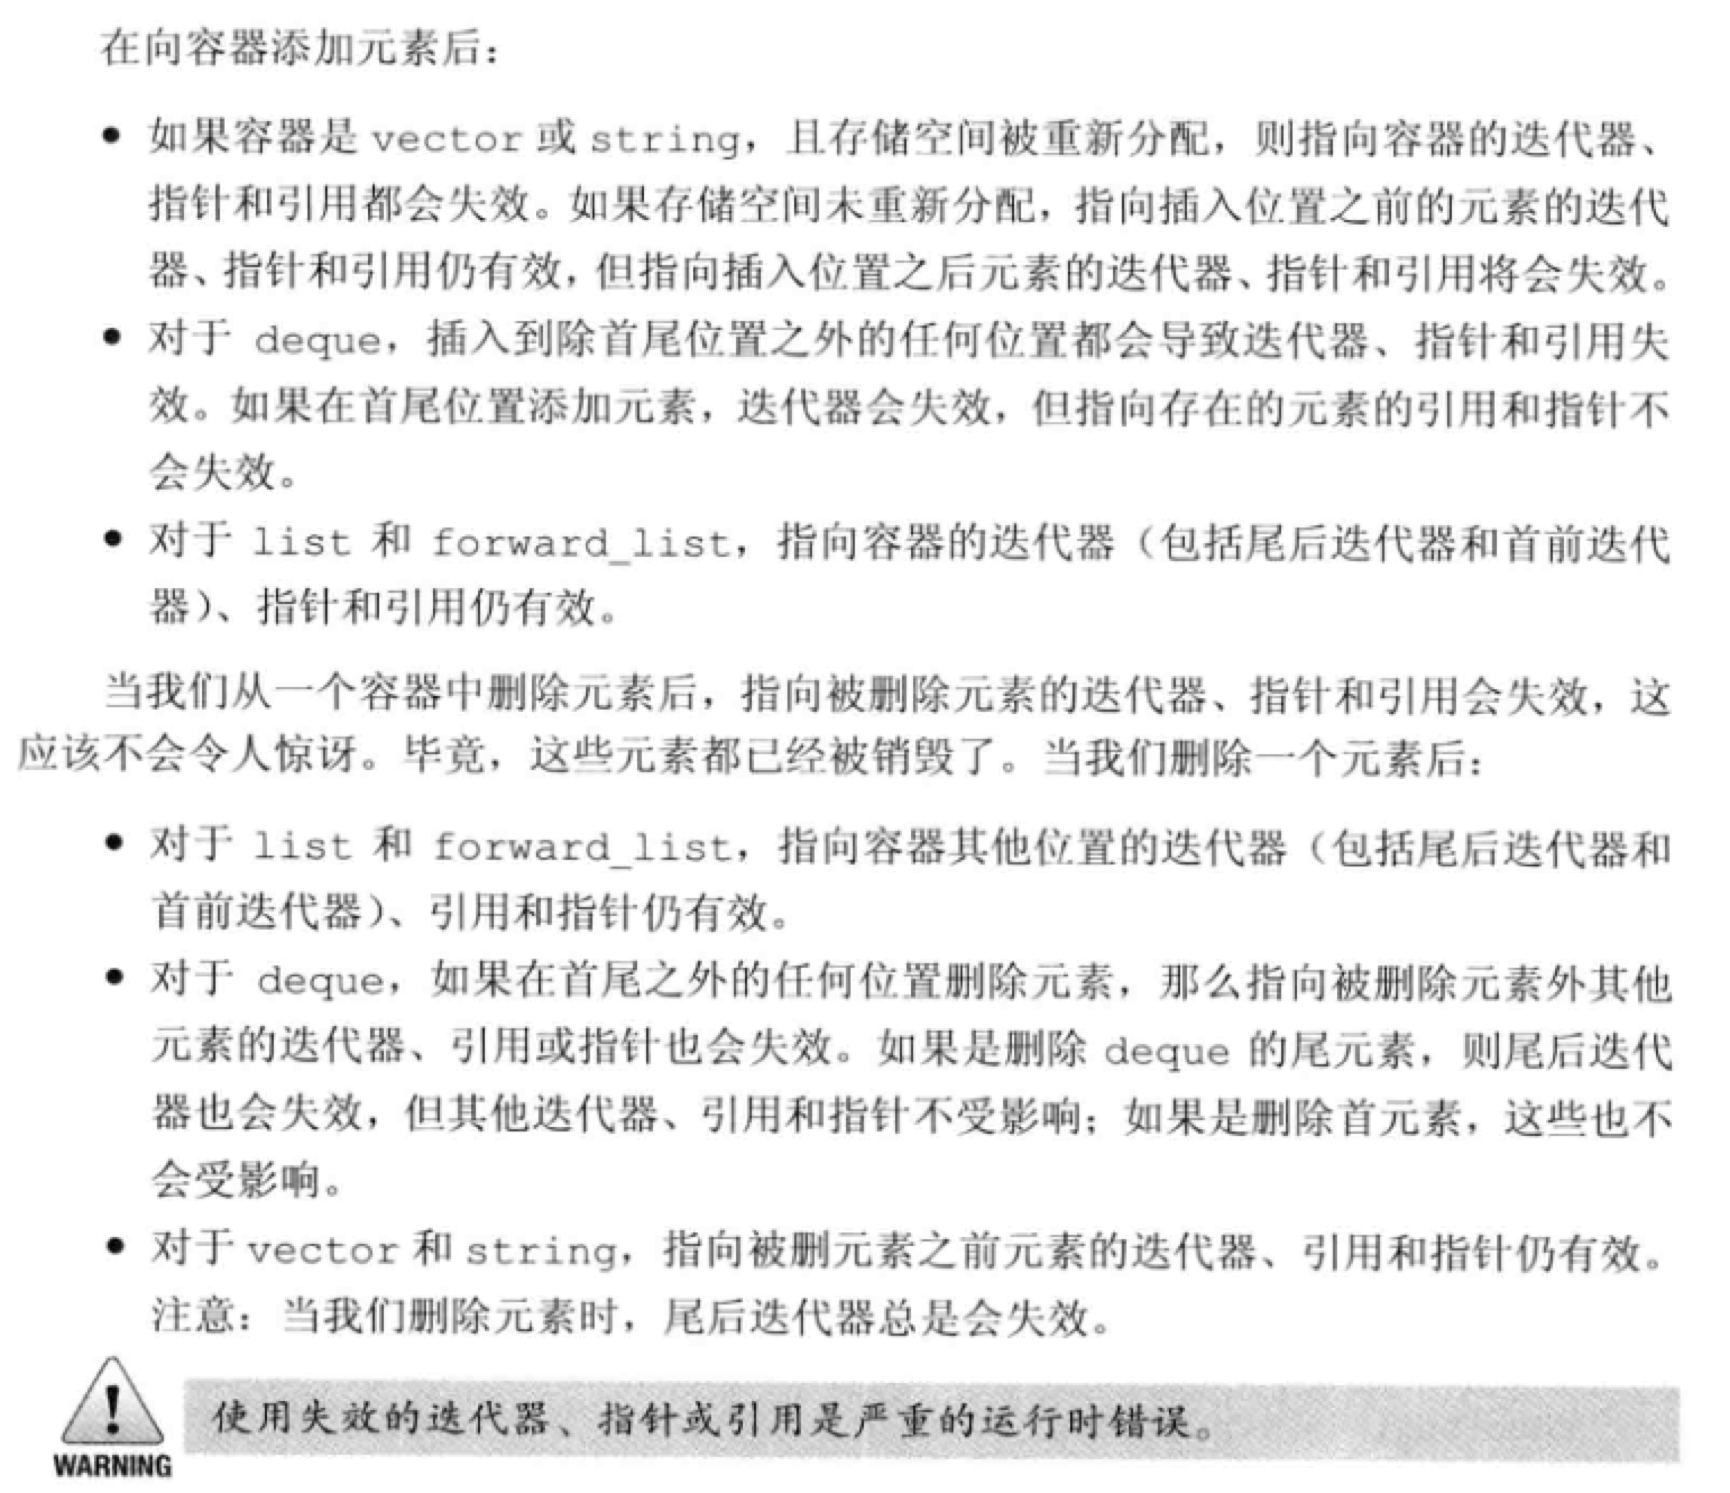 在向容器添加元素后：
● 如果容器是 vector 或 string，且存储空间被重新分配，则指向容器的迭代器、
指针和引用都会失效。如果存储空间未重新分配，指向插入位置之前的元素的迭代
器、指针和引用仍有效，但指向插入位置之后元素的迭代器、指针和引用将会失效。
● 对于 deque，插入到除首尾位置之外的任何位置都会导致迭代器、指针和引用失
效。如果在首尾位置添加元素，迭代器会失效，但指向存在的元素的引用和指针不
会失效。
● 对于 list 和 forward_list，指向容器的迭代器（包括尾后迭代器和首前迭代
器）、指针和引用仍有效。
当我们从一个容器中删除元素后，指向被删除元素的迭代器、指针和引用会失效，这
应该不会令人惊讶。毕竟，这些元素都已经被销毁了。当我们删除一个元素后：
● 对于 list 和 forward_list，指向容器其他位置的迭代器（包括尾后迭代器和
首前迭代器）、引用和指针仍有效。
● 对于 deque，如果在首尾之外的任何位置删除元素，那么指向被删除元素外其他
元素的迭代器、引用或指针也会失效。如果是删除 deque 的尾元素，则尾后迭代
器也会失效，但其他迭代器、引用和指针不受影响；如果是删除首元素，这些也不
会受影响。
● 对于 vector 和 string，指向被删元素之前元素的迭代器、引用和指针仍有效。
注意：当我们删除元素时，尾后迭代器总是会失效。
使用失效的迭代器、指针或引用是严重的运行时错误。
WARNING